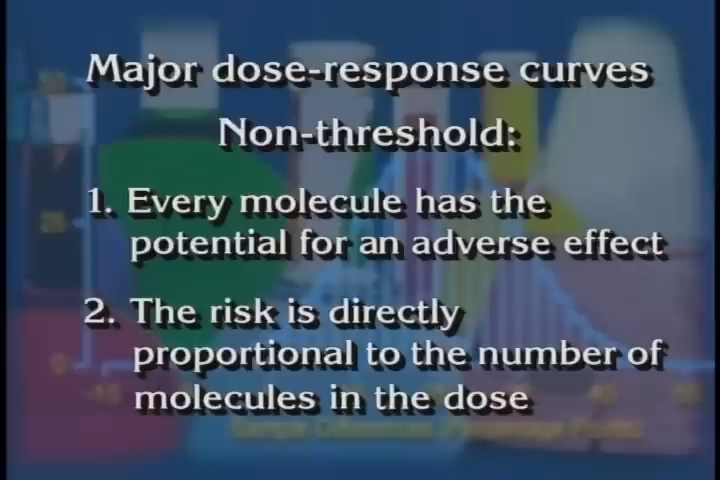 Major dose-response curves
Non-threshold:
1. Every molecule has the
potential for an adverse effect
2. The risk is directly
proportional to the number of
molecules in the dose